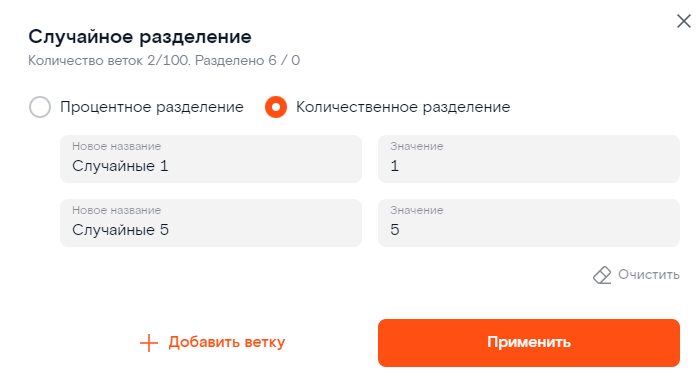 Случайное разделение
Количество веток 2/100. Разделено 6 / 0
Процентное разделение Количественное разделение
Новое название Значение
Случайные 1 1
Новое название Значение
Случайные 5 5
Очистить
Добавить ветку Применить